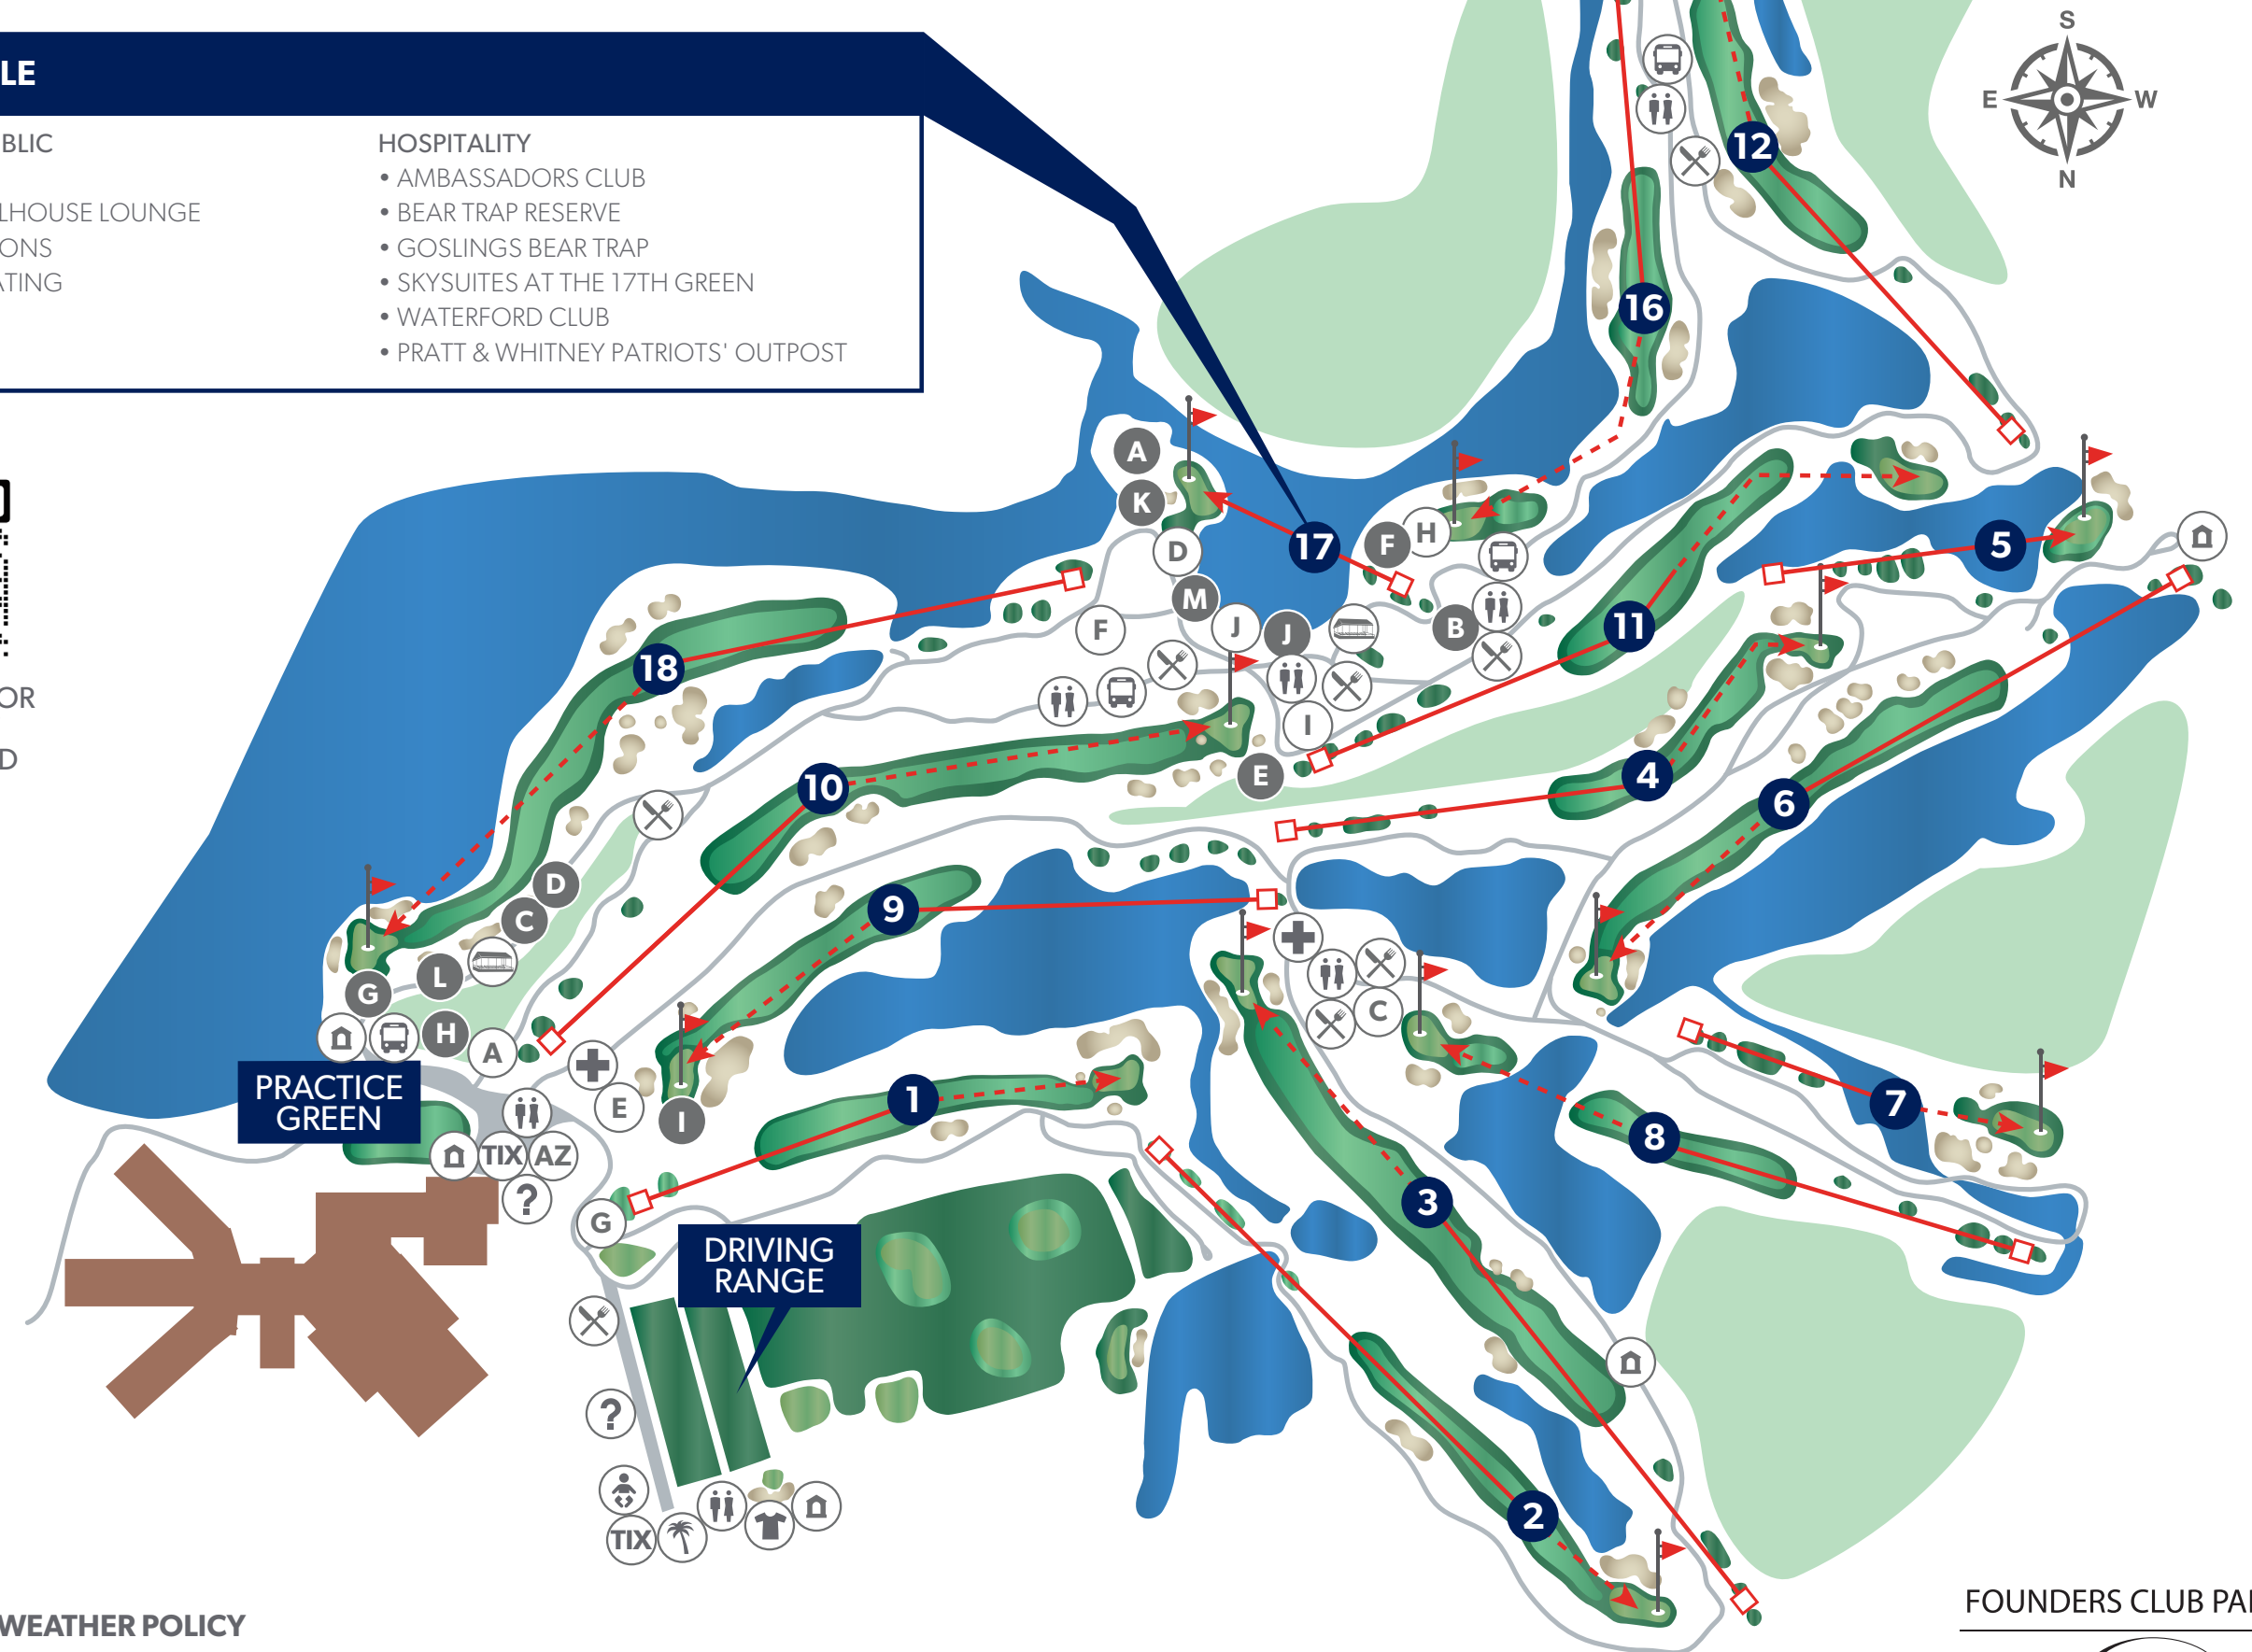 LE
BLIC
LHOUSE LOUNGE
ONS
ATING
HOSPITALITY
• AMBASSADORS CLUB
• BEAR TRAP RESERVE
• GOSLINGS BEAR TRAP
• SKYSUITES AT THE 17TH GREEN
• WATERFORD CLUB
• PRATT & WHITNEY PATRIOTS' OUTPOST
S
E
W
N
12
16
A
K
D
17
F
H
5
M
F
J
J
B
11
18
I
E
10
4
6
OR
D
D
C
9
L
G
H
A
C
PRACTICE
GREEN
E
I
1
7
8
TIX
AZ
?
G
3
DRIVING
RANGE
?
TIX
2
WEATHER POLICY
FOUNDERS CLUB PA